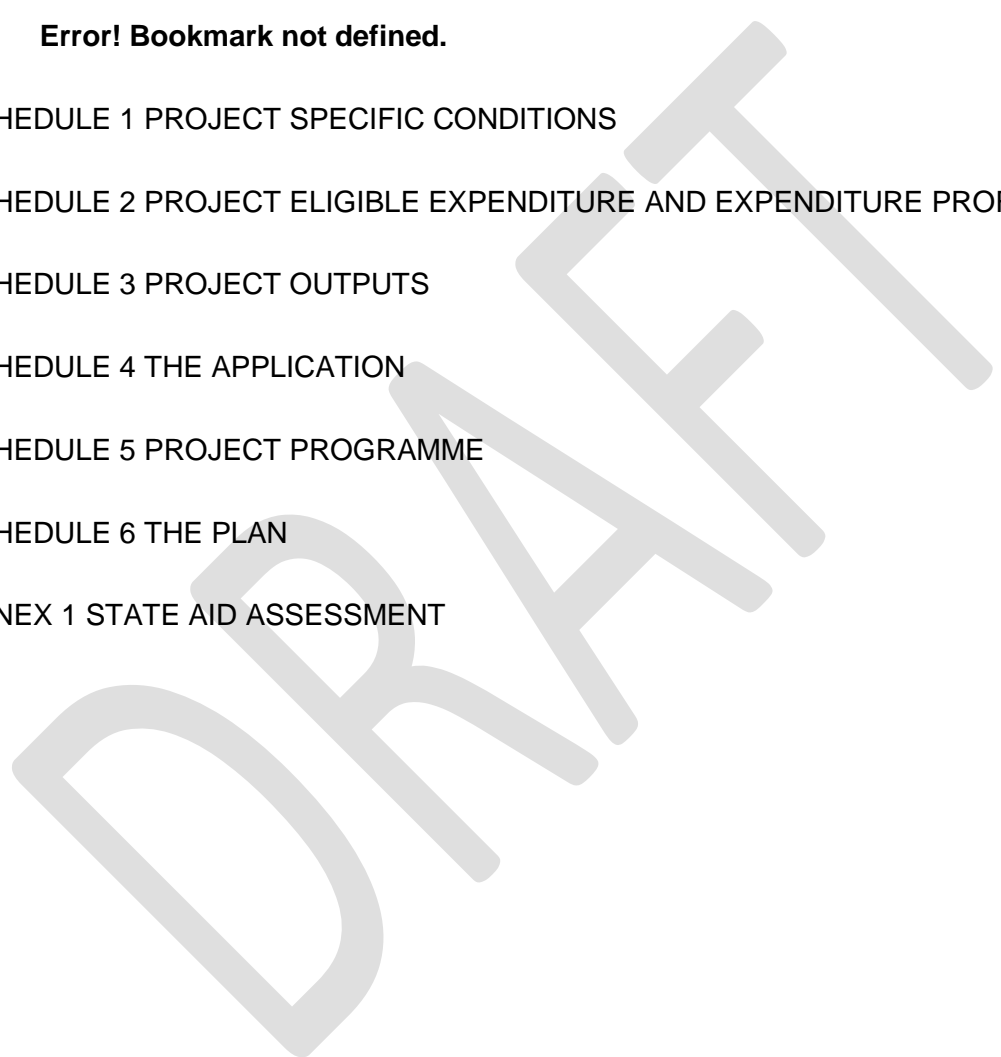 Error! Bookmark not defined.
HEDULE 1 PROJECT SPECIFIC CONDITIONS
HEDULE 2 PROJECT ELIGIBLE EXPENDITURE AND EXPENDITURE PROF
HEDULE 3 PROJECT OUTPUTS
HEDULE 4 THE APPLICATION
HEDULE 5 PROJECT PROGRAMME
HEDULE 6 THE PLAN
NEX 1 STATE AID ASSESSMENT
DRAFT